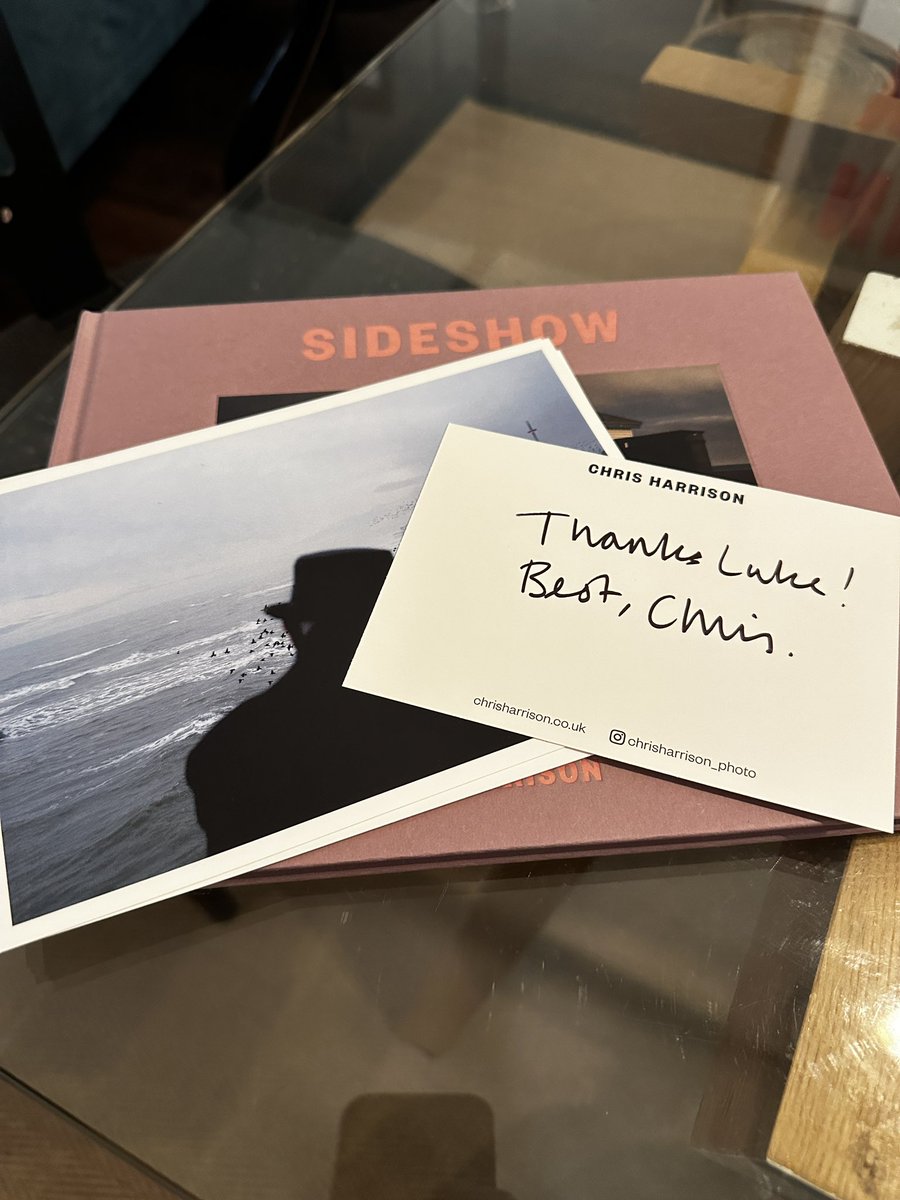 SIDESHOW
CHRIS HARRISON
Thanks Luke!
Best, Chris.
chrisharrison.co.uk
chrisharrison_photo